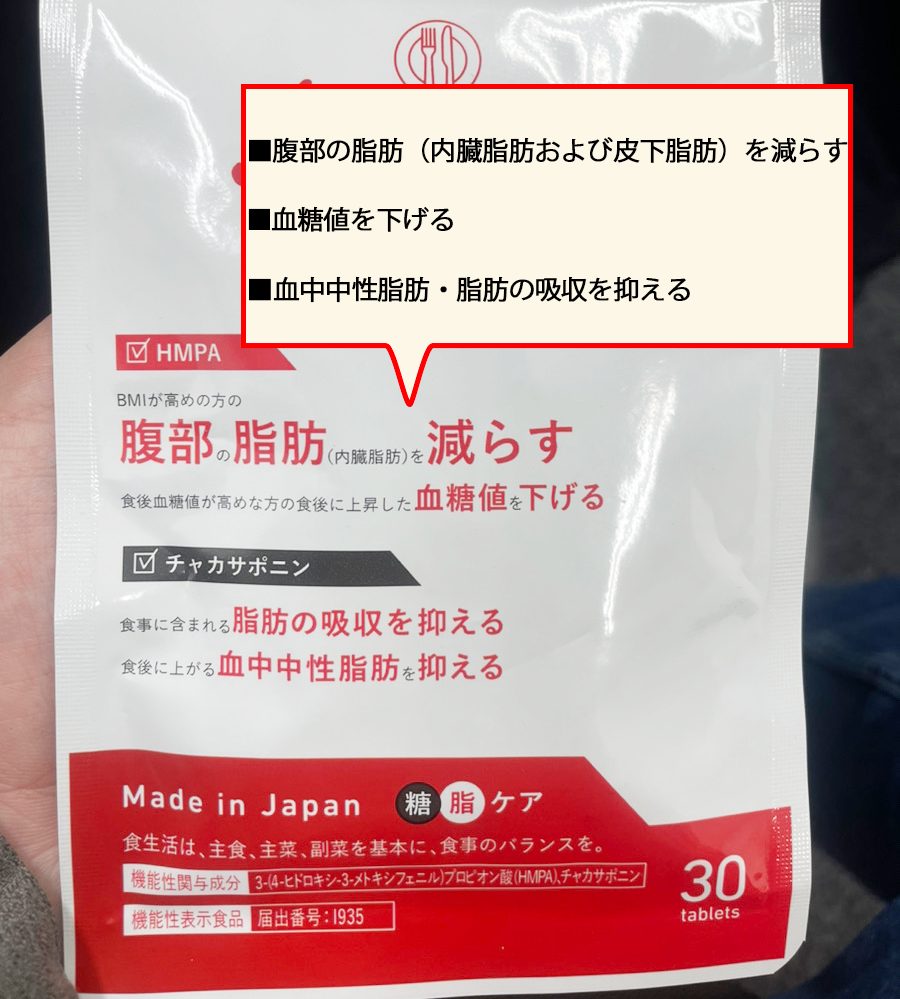 ■腹部の脂肪（内臓脂肪および皮下脂肪）を減らす
■血糖値を下げる
■血中中性脂肪・脂肪の吸収を抑える
HMPA
BMIが高めの方の
腹部の脂肪(内臓脂肪)を減らす
食後血糖値が高めな方の食後に上昇した血糖値を下げる
チャカサポニン
食事に含まれる脂肪の吸収を抑える
食後に上がる血中中性脂肪を抑える
Made in Japan 糖脂ケア
食生活は、主食、主菜、副菜を基本に、食事のバランスを。
機能性関与成分 3-(4-ヒドロキシ-3-メトキシフェニル)プロピオン酸(HMPA)、チャカサポニン
機能性表示食品 届出番号:I935
30
tablets